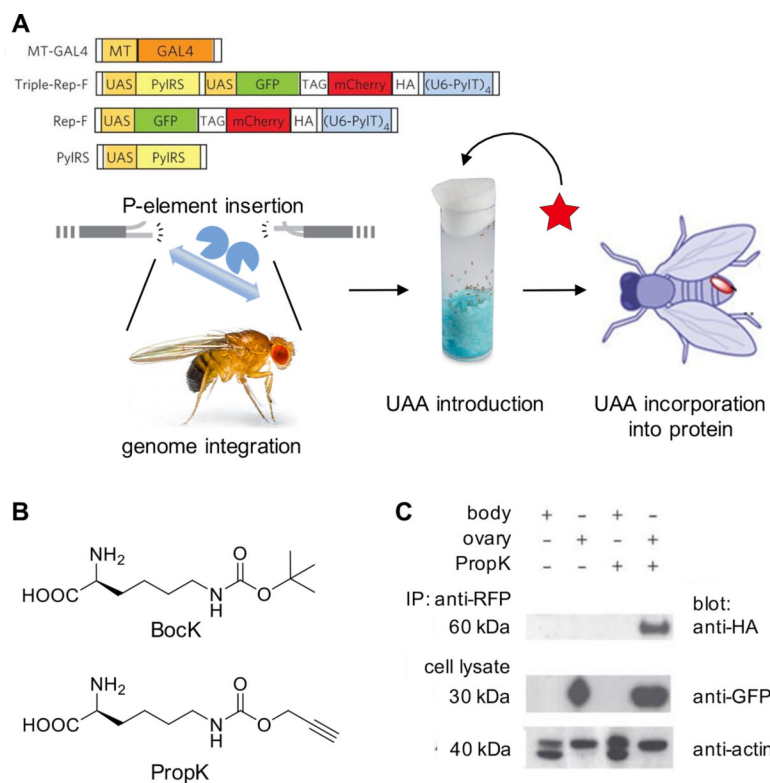 A
MT-GAL4 MT GAL4
Triple-Rep-F UAS PylRS UAS GFP TAG mCherry HA (U6-PylT)4
Rep-F UAS GFP TAG mCherry HA (U6-PylT)4
PylRS UAS PylRS
P-element insertion
genome integration
UAA introduction
UAA incorporation
into protein
B
NH2
HOOC N H O O
BocK
NH2
HOOC N H O O
PropK
C
body + - + -
ovary - + - +
PropK - - + +
IP: anti-RFP blot:
60 kDa anti-HA
cell lysate
30 kDa anti-GFP
40 kDa anti-actin